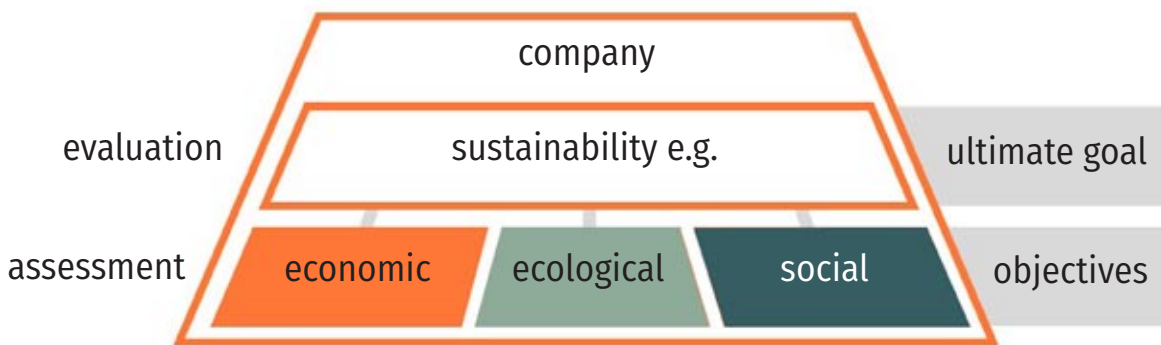 company
evaluation
sustainability e.g.
ultimate goal
assessment
economic
ecological
social
objectives